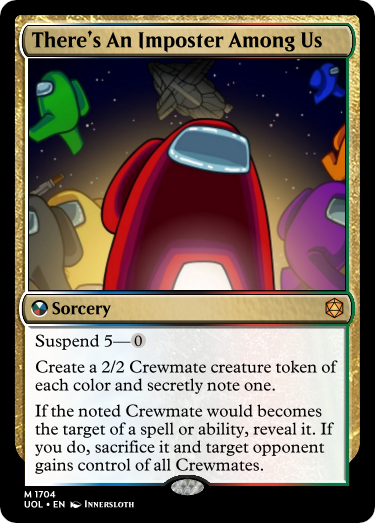 There's An Imposter Among Us
Sorcery
Suspend 5—0
Create a 2/2 Crewmate creature token of
each color and secretly note one.
If the noted Crewmate would becomes
the target of a spell or ability, reveal it. If
you do, sacrifice it and target opponent
gains control of all Crewmates.
M 1704
UOL • EN Innersloth